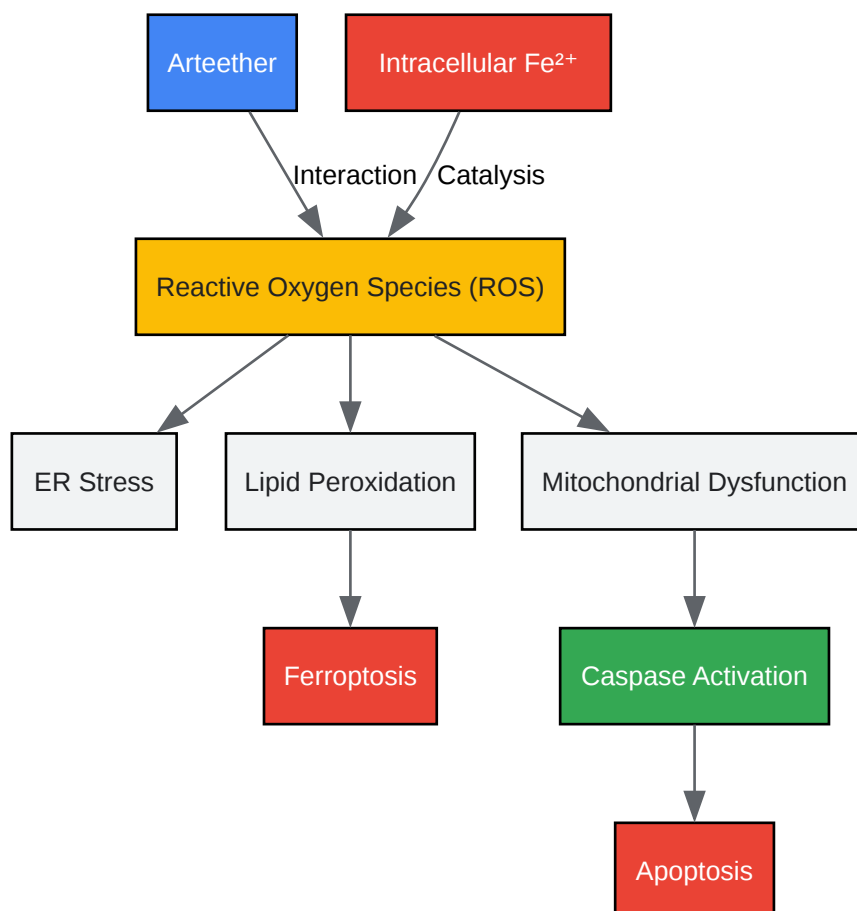 Arteether
Intracellular Fe²⁺
Interaction
Catalysis
Reactive Oxygen Species (ROS)
ER Stress
Lipid Peroxidation
Mitochondrial Dysfunction
Ferroptosis
Caspase Activation
Apoptosis